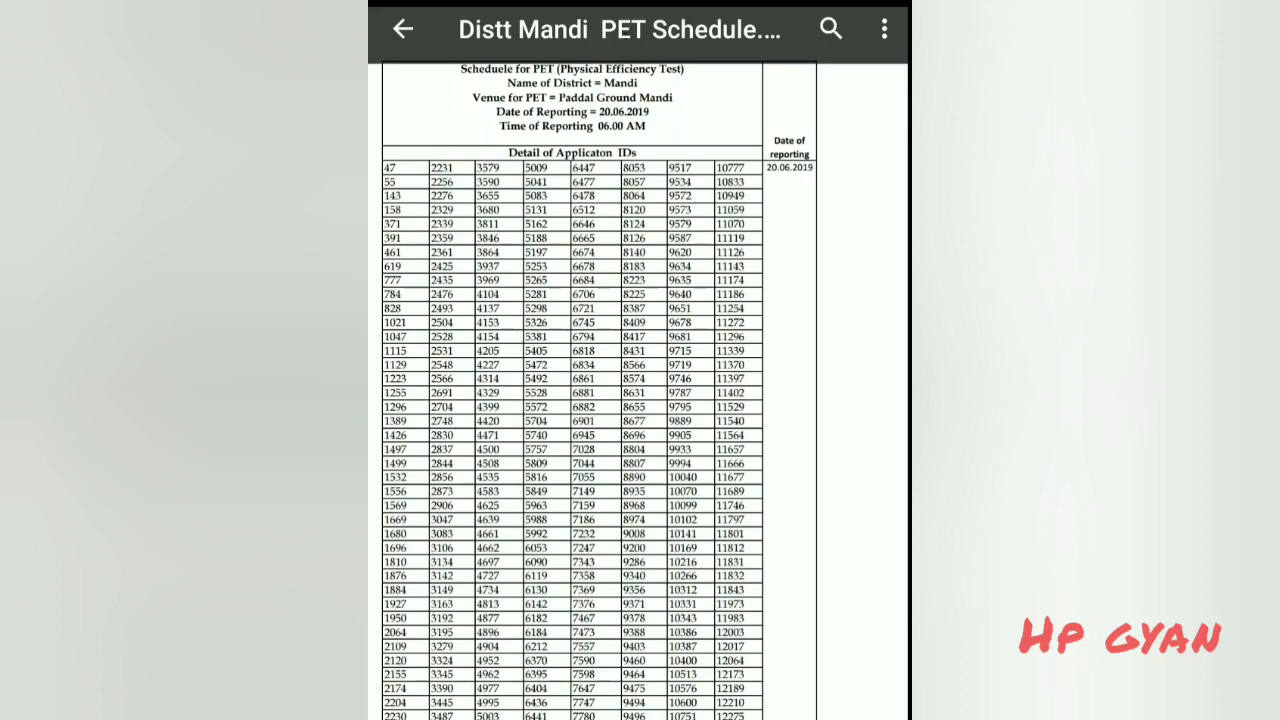 Distt Mandi PET Schedule....
Scheduele for PET (Physical Efficiency Test)
Name of District = Mandi
Venue for PET = Paddal Ground Mandi
Date of Reporting = 20.06.2019
Time of Reporting 06.00 AM
Date of
reporting
Detail of Applicaton IDs
47 2231 3579 5009 6447 8053 9517 10777 20.06.2019
55 2256 3590 5041 6477 8057 9534 10833
143 2276 3655 5083 6478 8064 9572 10949
158 2329 3680 5131 6512 8120 9573 11059
371 2339 3811 5162 6646 8124 9579 11070
391 2359 3846 5188 6665 8126 9587 11119
461 2361 3864 5197 6674 8140 9620 11126
619 2425 3937 5253 6678 8183 9634 11143
777 2435 3969 5265 6684 8223 9635 11174
784 2476 4104 5281 6706 8225 9640 11186
828 2493 4137 5298 6721 8387 9651 11254
1021 2504 4153 5326 6745 8409 9678 11272
1047 2528 4154 5381 6794 8417 9681 11296
1115 2531 4205 5405 6818 8431 9715 11339
1129 2548 4227 5472 6834 8566 9719 11370
1223 2566 4314 5492 6861 8574 9746 11397
1255 2691 4329 5528 6881 8631 9787 11402
1296 2704 4399 5572 6882 8655 9795 11529
1389 2748 4420 5704 6901 8677 9889 11540
1426 2830 4471 5740 6945 8696 9905 11564
1497 2837 4500 5757 7028 8804 9933 11657
1499 2844 4508 5809 7044 8807 9994 11666
1532 2856 4535 5816 7055 8890 10040 11677
1556 2873 4583 5849 7149 8935 10070 11689
1569 2906 4625 5963 7159 8968 10099 11746
1669 3047 4639 5988 7186 8974 10102 11797
1680 3083 4661 5992 7232 9008 10141 11801
1696 3106 4662 6053 7247 9200 10169 11812
1810 3134 4697 6090 7343 9286 10216 11831
1876 3142 4727 6119 7358 9340 10266 11832
1884 3149 4734 6130 7369 9356 10312 11843
1927 3163 4813 6142 7376 9371 10331 11973
1950 3192 4877 6182 7467 9378 10343 11983
2064 3195 4896 6184 7473 9388 10386 12003
2109 3279 4904 6212 7557 9403 10387 12017
2120 3324 4952 6370 7590 9460 10400 12064
2155 3345 4962 6395 7598 9464 10513 12173
2174 3390 4977 6404 7647 9475 10576 12189
2204 3445 4995 6436 7747 9494 10600 12210
2230 3487 5003 6441 7780 9496 10751 12275
Hp gyan